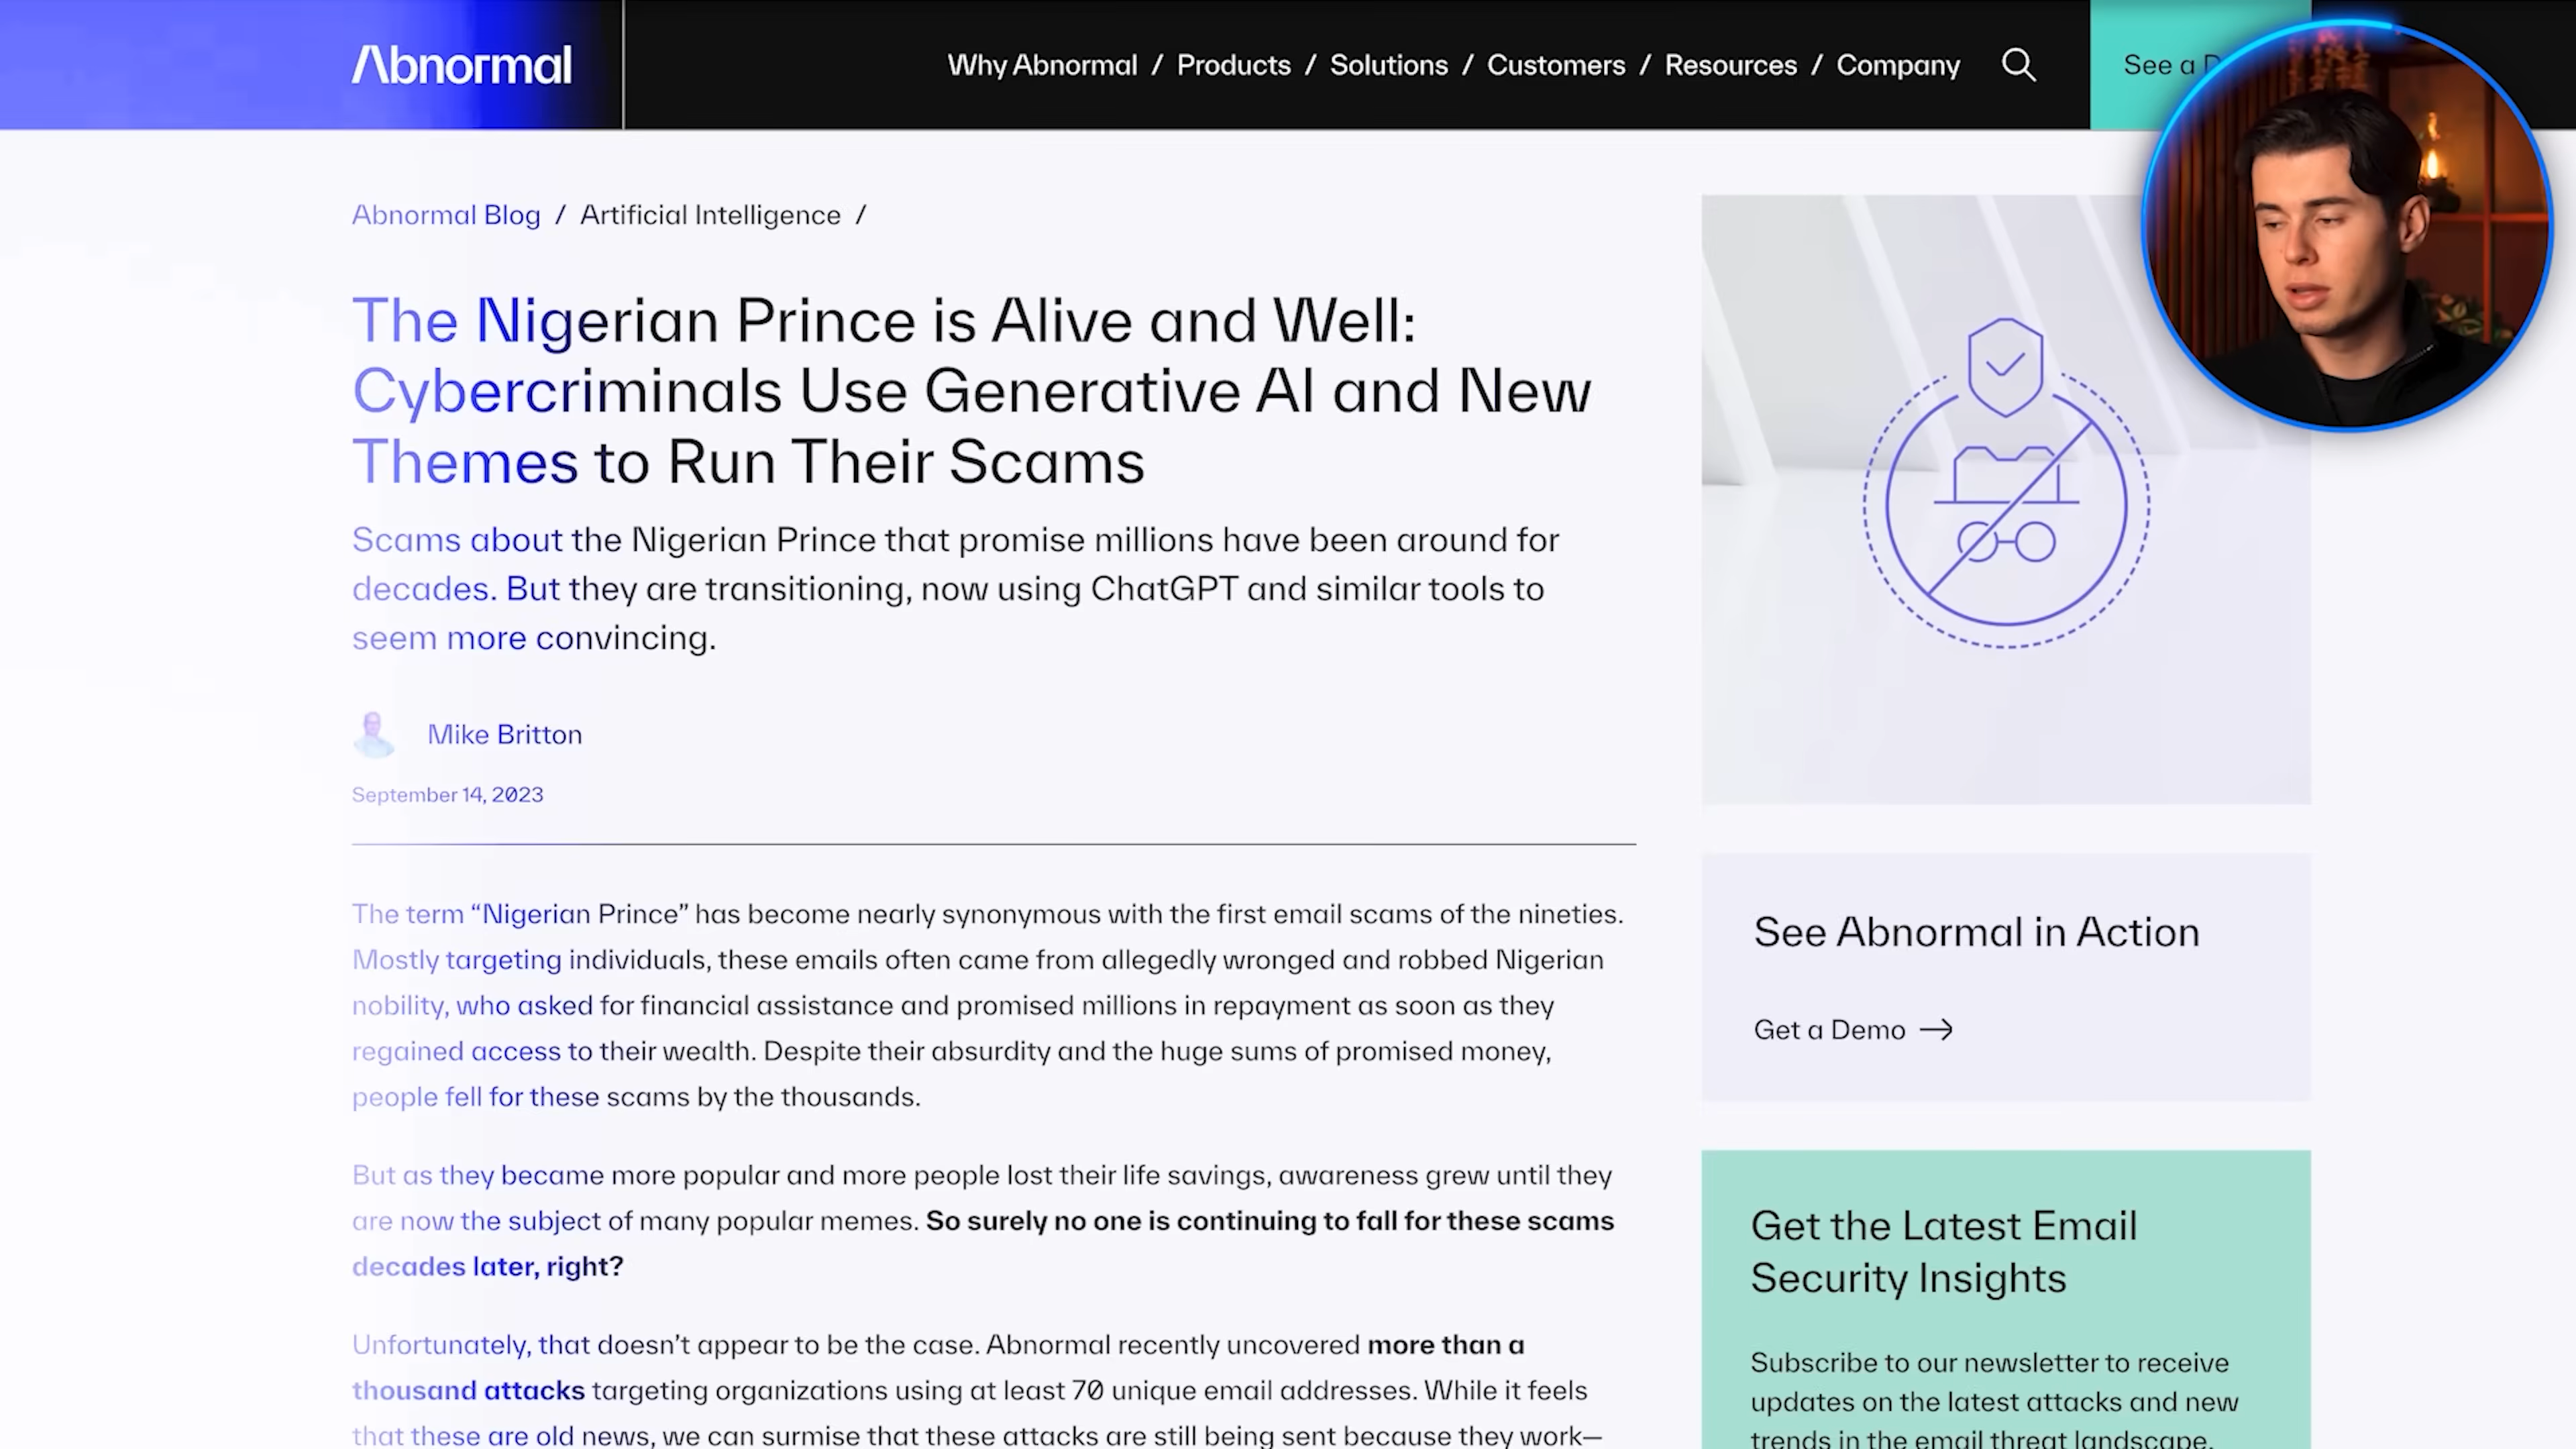 Abnormal
Why Abnormal / Products / Solutions / Customers / Resources / Company
See a
Abnormal Blog / Artificial Intelligence /
The Nigerian Prince is Alive and Well:
Cybercriminals Use Generative AI and New
Themes to Run Their Scams
Scams about the Nigerian Prince that promise millions have been around for
decades. But they are transitioning, now using ChatGPT and similar tools to
seem more convincing.
Mike Britton
September 14, 2023
The term “Nigerian Prince” has become nearly synonymous with the first email scams of the nineties.
Mostly targeting individuals, these emails often came from allegedly wronged and robbed Nigerian
nobility, who asked for financial assistance and promised millions in repayment as soon as they
regained access to their wealth. Despite their absurdity and the huge sums of promised money,
people fell for these scams by the thousands.
But as they became more popular and more people lost their life savings, awareness grew until they
are now the subject of many popular memes. So surely no one is continuing to fall for these scams
decades later, right?
Unfortunately, that doesn’t appear to be the case. Abnormal recently uncovered more than a
thousand attacks targeting organizations using at least 70 unique email addresses. While it feels
that these are old news, we can surmise that these attacks are still being sent because they work—
See Abnormal in Action
Get a Demo
Get the Latest Email
Security Insights
Subscribe to our newsletter to receive
updates on the latest attacks and new
trends in the email threat landscape.